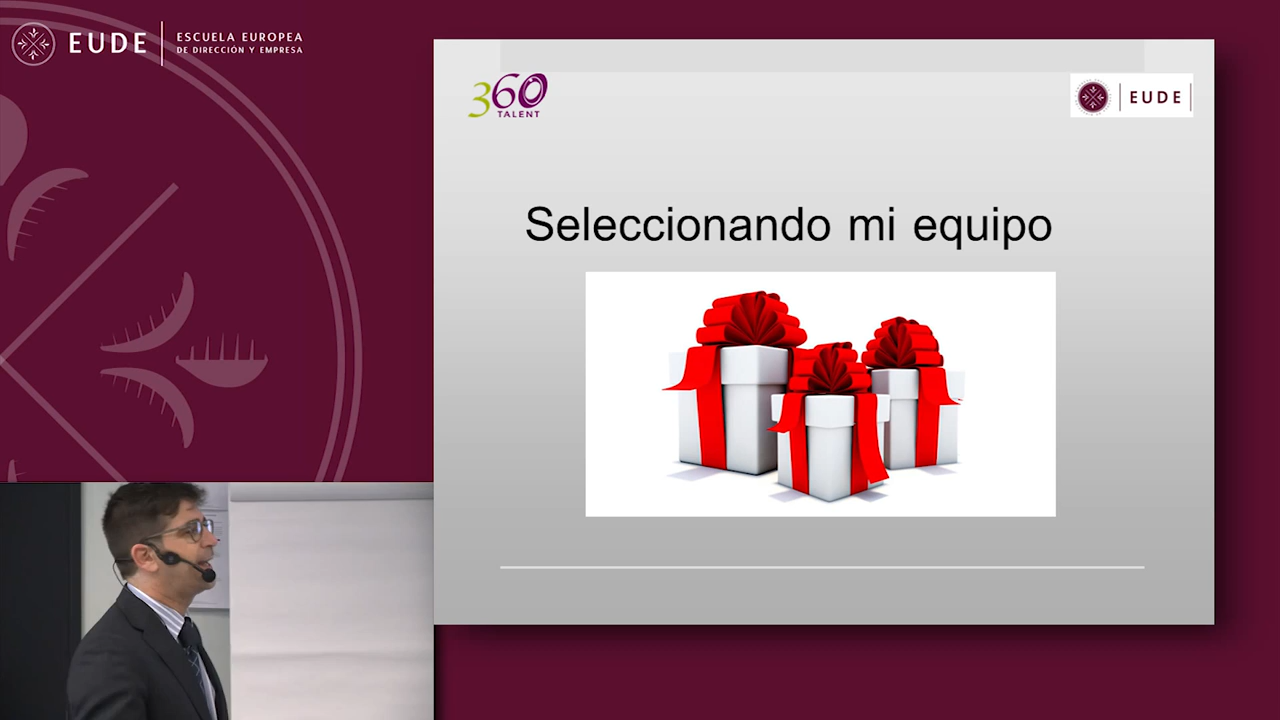 EUDE
ESCUELA EUROPEA
DE DIRECCIÓN Y EMPRESA
360
TALENT
EUDE
Seleccionando mi equipo